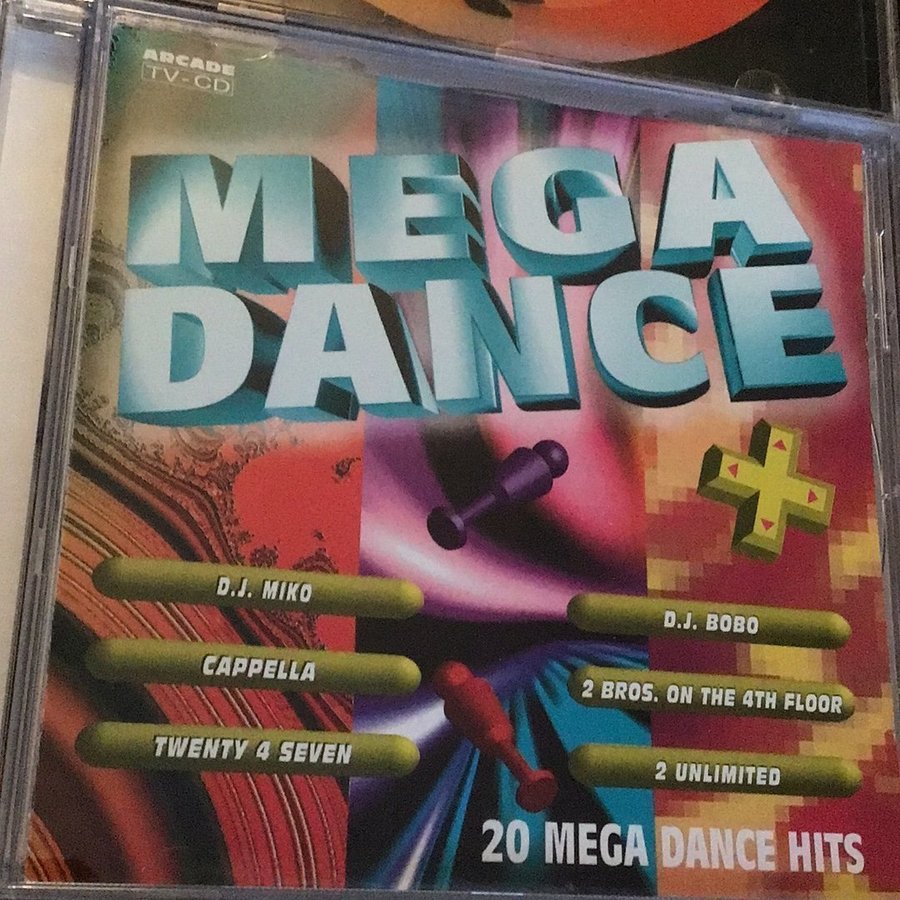 ARCADE
TV-CD
MEGA
DANCE
D.J. MIKO
CAPPELLA
TWENTY 4 SEVEN
D.J. BOBO
2 BROS. ON THE 4TH FLOOR
2 UNLIMITED
20 MEGA DANCE HITS